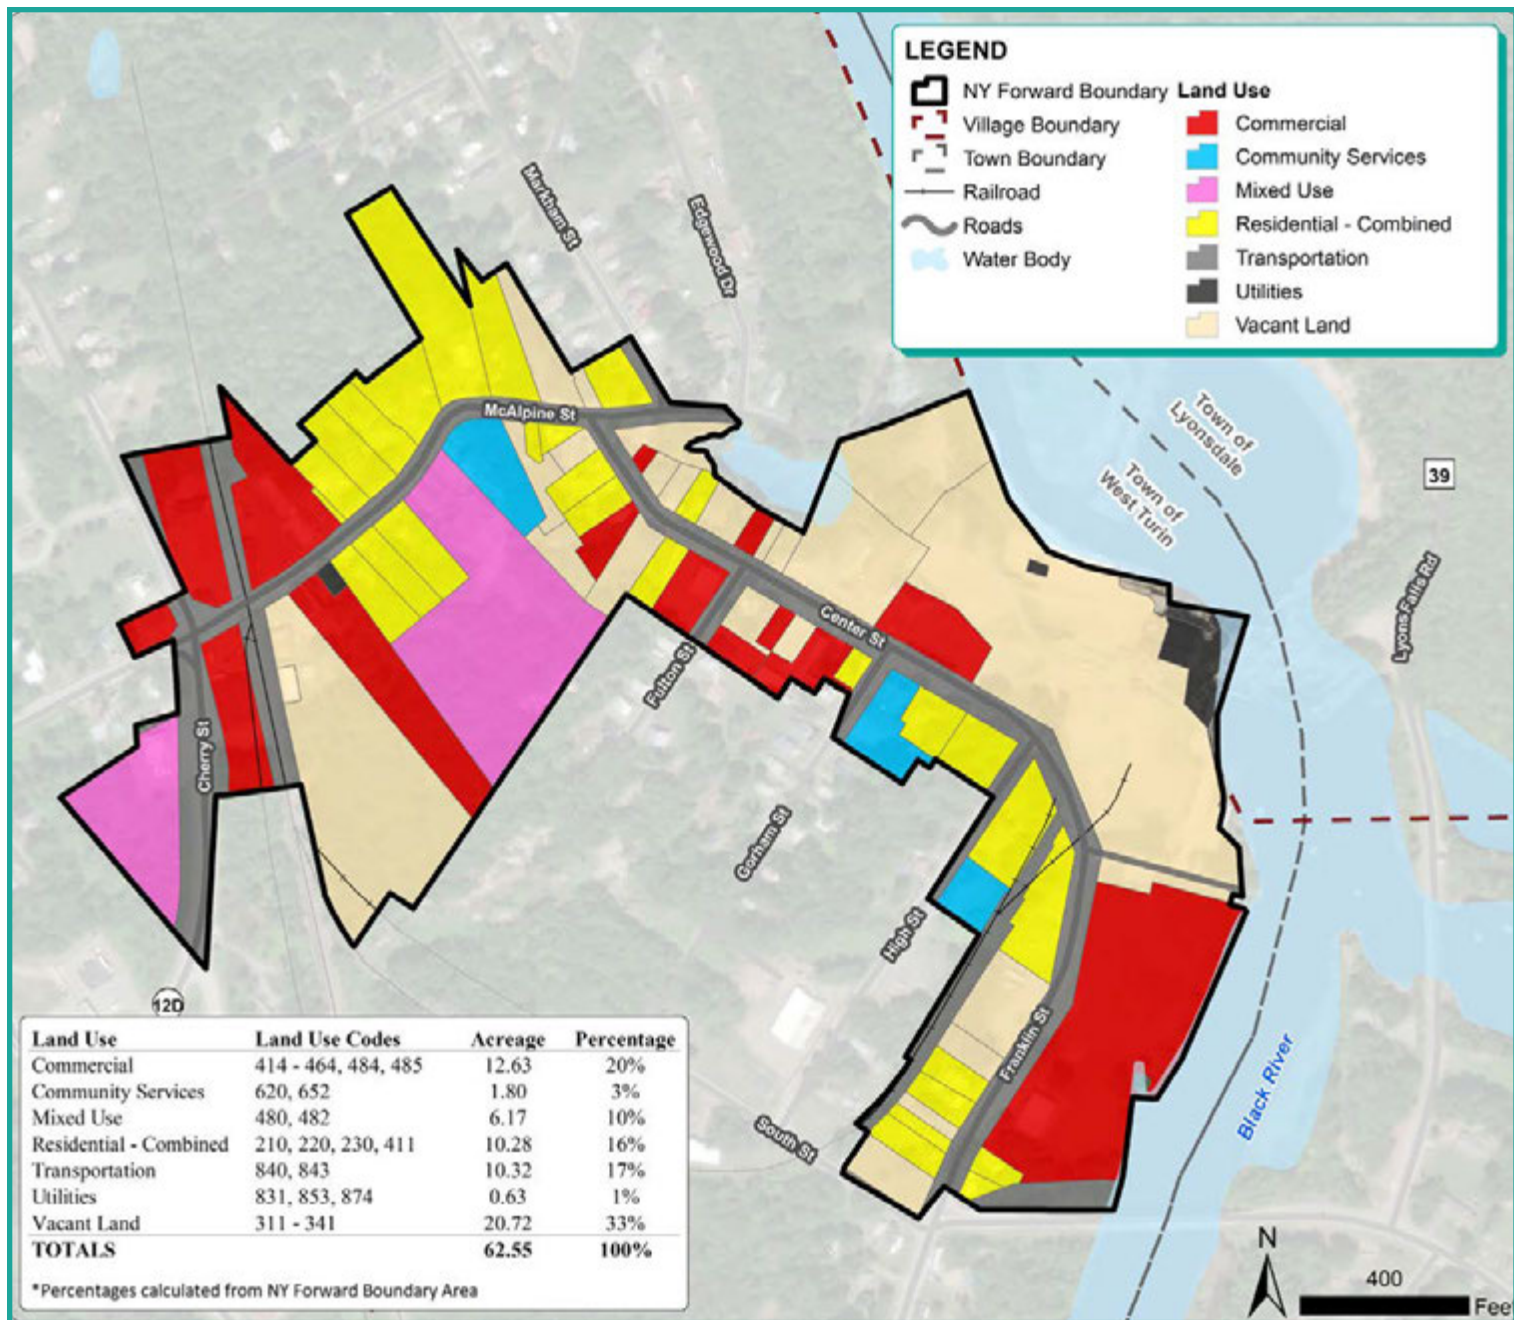 LEGEND
NY Forward Boundary
Village Boundary
Town Boundary
Railroad
Roads
Water Body
Land Use
Commercial
Community Services
Mixed Use
Residential - Combined
Transportation
Utilities
Vacant Land
Markham St
Edgewood Dr
McAlpine St
Town of
Lyonsdale
Town of
West Turin
39
Lyons Falls Rd
Center St
Fulton St
Cherry St
Gorham St
High St
Franklin St
South St
Black River
12D
Land Use Land Use Codes Acreage Percentage
Commercial 414 - 464, 484, 485 12.63 20%
Community Services 620, 652 1.80 3%
Mixed Use 480, 482 6.17 10%
Residential - Combined 210, 220, 230, 411 10.28 16%
Transportation 840, 843 10.32 17%
Utilities 831, 853, 874 0.63 1%
Vacant Land 311 - 341 20.72 33%
TOTALS 62.55 100%
*Percentages calculated from NY Forward Boundary Area
N
400
Feet